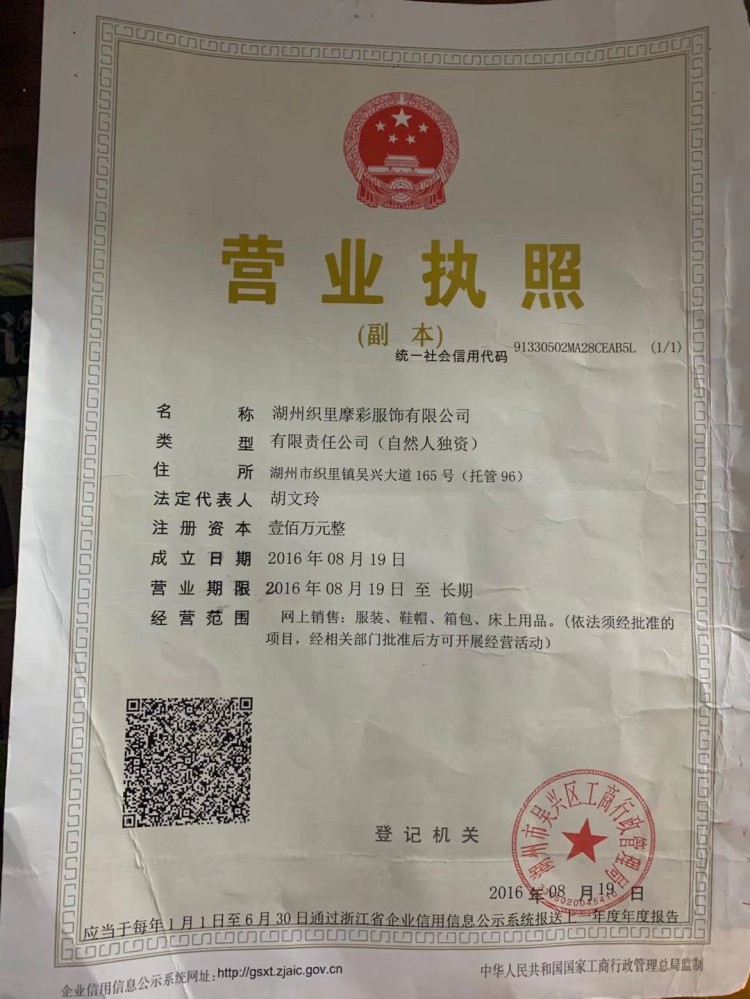 营业执照
(副 本)
统一社会信用代码 91330502MA28CEAB5L (1/1)
名 称 湖州织里摩彩服饰有限公司
类 型 有限责任公司（自然人独资）
住 所 湖州市织里镇吴兴大道165号（托管96）
法定代表人 胡文玲
注册资本 壹佰万元整
成立日期 2016年08月19日
营业期限 2016年08月19日 至 长期
经营范围 网上销售：服装、鞋帽、箱包、床上用品。(依法须经批准的
项目，经相关部门批准后方可开展经营活动）
登记机关
湖州市吴兴区工商行政管理局
2016年08月19日
应当于每年1月1日至6月30日通过浙江省企业信用信息公示系统报送上一年度年度报告
企业信用信息公示系统网址：http://gsxt.zjaic.gov.cn
中华人民共和国国家工商行政管理总局监制